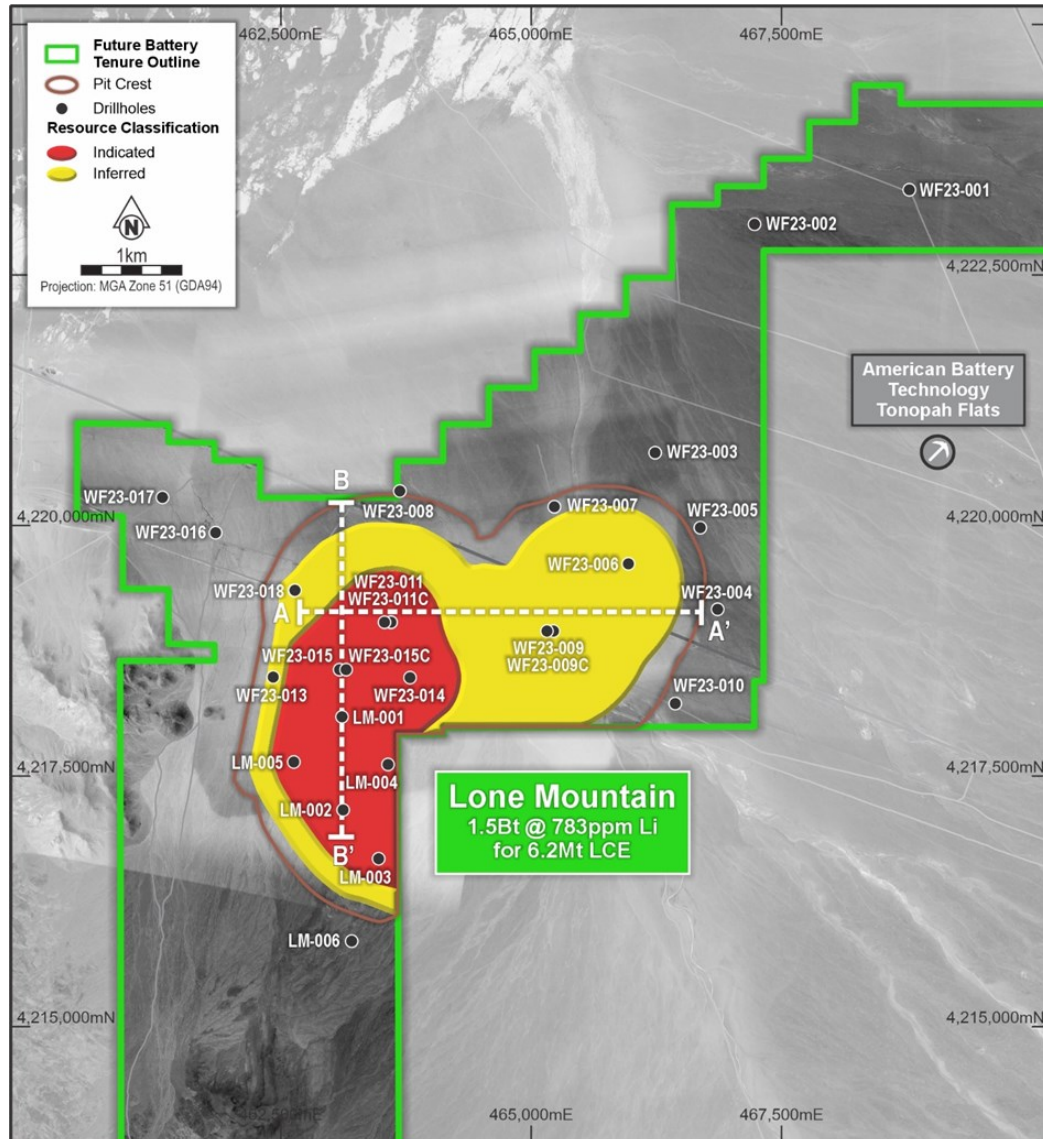 462,500mE
465,000mE
467,500mE
Future Battery
Tenure Outline
Pit Crest
Drillholes
Resource Classification
Indicated
Inferred
N
1km
Projection: MGA Zone 51 (GDA94)
WF23-001
WF23-002
4,222,500mN
American Battery
Technology
Tonopah Flats
WF23-003
B
WF23-017
WF23-008
WF23-007
WF23-005
4,220,000mN
4,220,000mN
WF23-016
WF23-006
WF23-018
WF23-011
WF23-011C
WF23-004
A
A'
WF23-009
WF23-009C
WF23-015
WF23-015C
WF23-013
WF23-014
WF23-010
LM-001
LM-005
LM-004
4,217,500mN
4,217,500mN
Lone Mountain
1.5Bt @ 783ppm Li
for 6.2Mt LCE
LM-002
B'
LM-003
LM-006
4,215,000mN
4,215,000mN
462,500mE
465,000mE
467,500mE